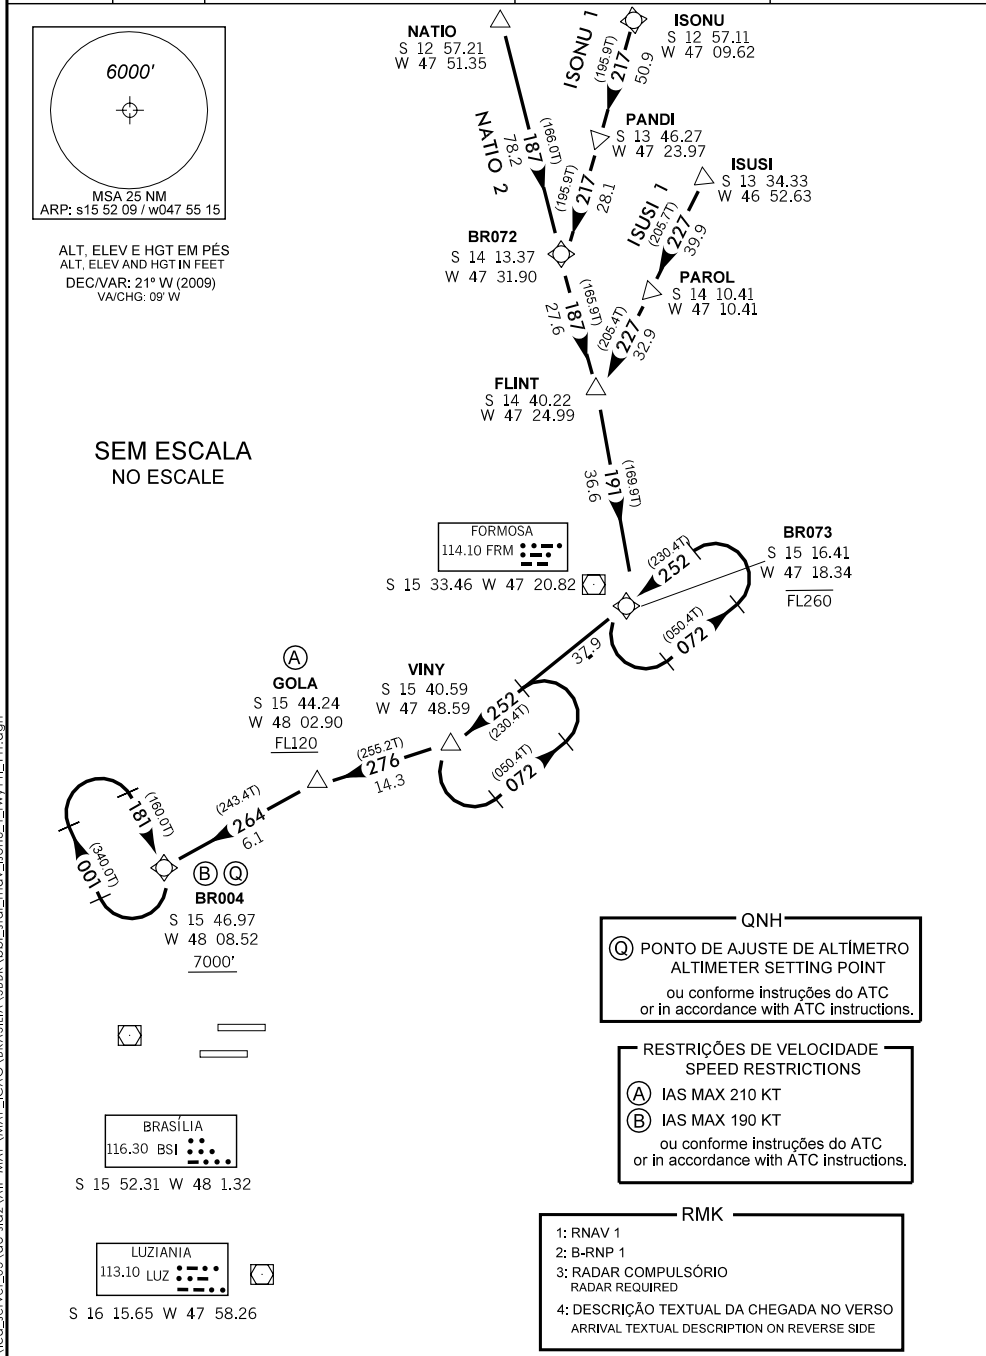 6000'
MSA 25 NM
ARP: s15 52 09 / w047 55 15
ALT, ELEV E HGT EM PÉS
ALT, ELEV AND HGT IN FEET
DEC/VAR: 21º W (2009)
VA/CHG: 09' W
SEM ESCALA
NO ESCALE
NATIO
S 12 57.21
W 47 51.35
ISONU
S 12 57.11
W 47 09.62
ISONU 1
(195.9T)
217
50.9
PANDI
S 13 46.27
W 47 23.97
NATIO 2
(166.0T)
187
78.2
(195.9T)
217
28.1
ISUSI
S 13 34.33
W 46 52.63
ISUSI 1
(205.7T)
227
39.9
BR072
S 14 13.37
W 47 31.90
PAROL
S 14 10.41
W 47 10.41
(165.9T)
187
27.6
(205.4T)
227
32.9
FLINT
S 14 40.22
W 47 24.99
(169.9T)
191
36.6
FORMOSA
114.10 FRM
S 15 33.46 W 47 20.82
BR073
S 15 16.41
W 47 18.34
FL260
(230.4T)
252
(050.4T)
072
37.9
A
GOLA
S 15 44.24
W 48 02.90
FL120
VINY
S 15 40.59
W 47 48.59
252
(230.4T)
(050.4T)
072
(255.2T)
276
14.3
(243.4T)
264
6.1
(160.0T)
181
(340.0T)
001
B Q
BR004
S 15 46.97
W 48 08.52
7000'
BRASÍLIA
116.30 BSI
S 15 52.31 W 48 1.32
LUZIANIA
113.10 LUZ
S 16 15.65 W 47 58.26
QNH
Q PONTO DE AJUSTE DE ALTÍMETRO
ALTIMETER SETTING POINT
ou conforme instruções do ATC
or in accordance with ATC instructions.
RESTRIÇÕES DE VELOCIDADE
SPEED RESTRICTIONS
A IAS MAX 210 KT
B IAS MAX 190 KT
ou conforme instruções do ATC
or in accordance with ATC instructions.
RMK
1: RNAV 1
2: B-RNP 1
3: RADAR COMPULSÓRIO
RADAR REQUIRED
4: DESCRIÇÃO TEXTUAL DA CHEGADA NO VERSO
ARRIVAL TEXTUAL DESCRIPTION ON REVERSE SIDE